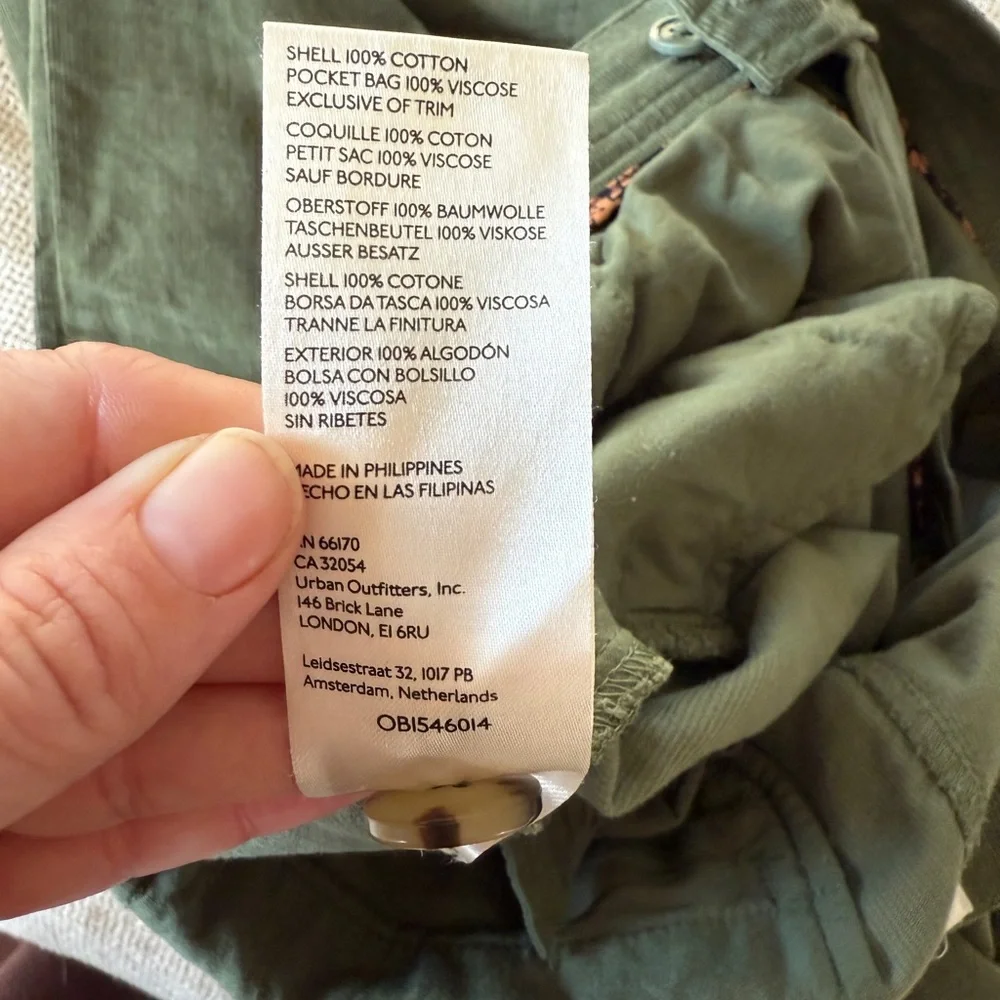 SHELL 100% COTTON
POCKET BAG 100% VISCOSE
EXCLUSIVE OF TRIM
COQUILLE 100% COTON
PETIT SAC 100% VISCOSE
SAUF BORDURE
OBERSTOFF 100% BAUMWOLLE
TASCHENBEUTEL 100% VISKOSE
AUSSER BESATZ
SHELL 100% COTONE
BORSA DA TASCA 100% VISCOSA
TRANNE LA FINITURA
EXTERIOR 100% ALGODÓN
BOLSA CON BOLSILLO
100% VISCOSA
SIN RIBETES
MADE IN PHILIPPINES
ECHO EN LAS FILIPINAS
N 66170
CA 32054
Urban Outfitters, Inc.
146 Brick Lane
LONDON, E1 6RU
Leidsestraat 32, 1017 PB
Amsterdam, Netherlands
OB1546014